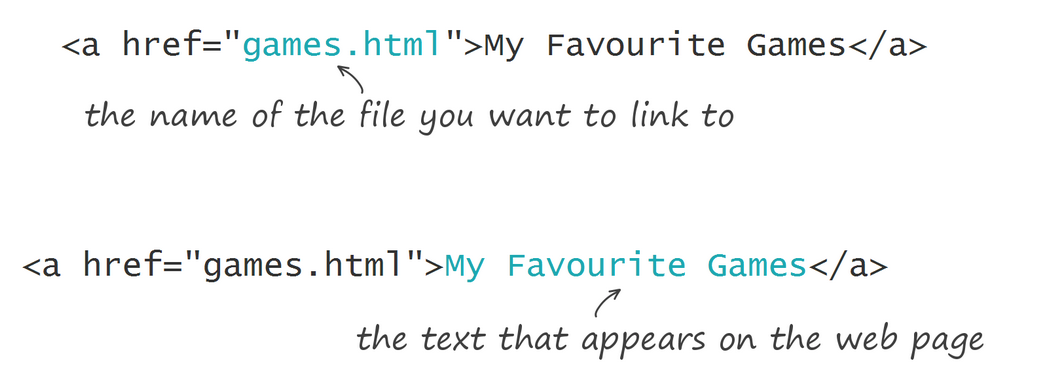 <a href="games.html">My Favourite Games</a>
the name of the file you want to link to
<a href="games.html">My Favourite Games</a>
the text that appears on the web page